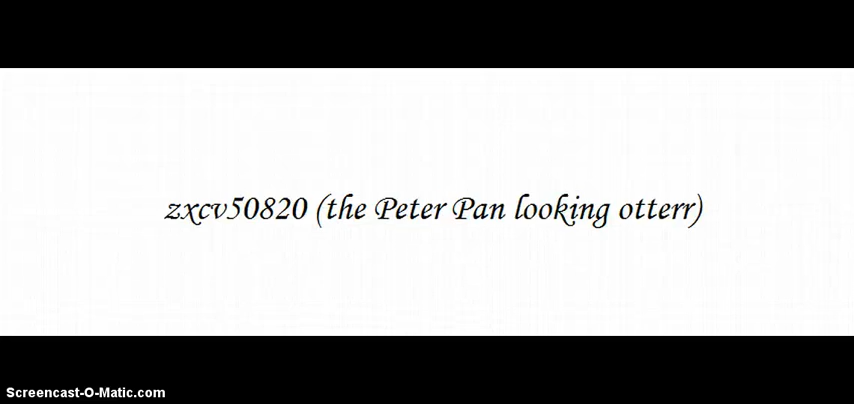 zxcv50820 (the Peter Pan looking otterr)
Screencast-O-Matic.com